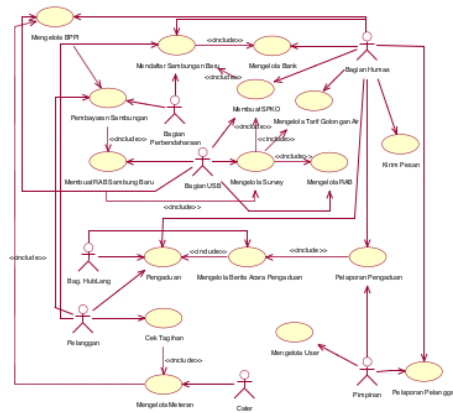 Mengelola BPPI
Mendaftar Sambungan Baru
<<include>>
Mengelola Bank
Bagian Humas
<<include>>
Membuat SPKO
Mengelola Tarif Golongan Air
Pembayaran Sambungan
Bagian
Perbendaharaan
<<include>>
<<include>>
Kirim Pesan
Membuat RAB Sambung Baru
Bagian USB
Mengelola Survey
<<include>>
Mengelola RAB
<<include>>
<<include>>
Bag. HubLang
Pengaduan
<<include>>
Mengelola Berita Acara Pengaduan
<<include>>
Pelaporan Pengaduan
Pelanggan
Cek Tagihan
<<include>>
Mengelola User
Mengelola Meteran
Cater
Pimpinan
Pelaporan Pelangga